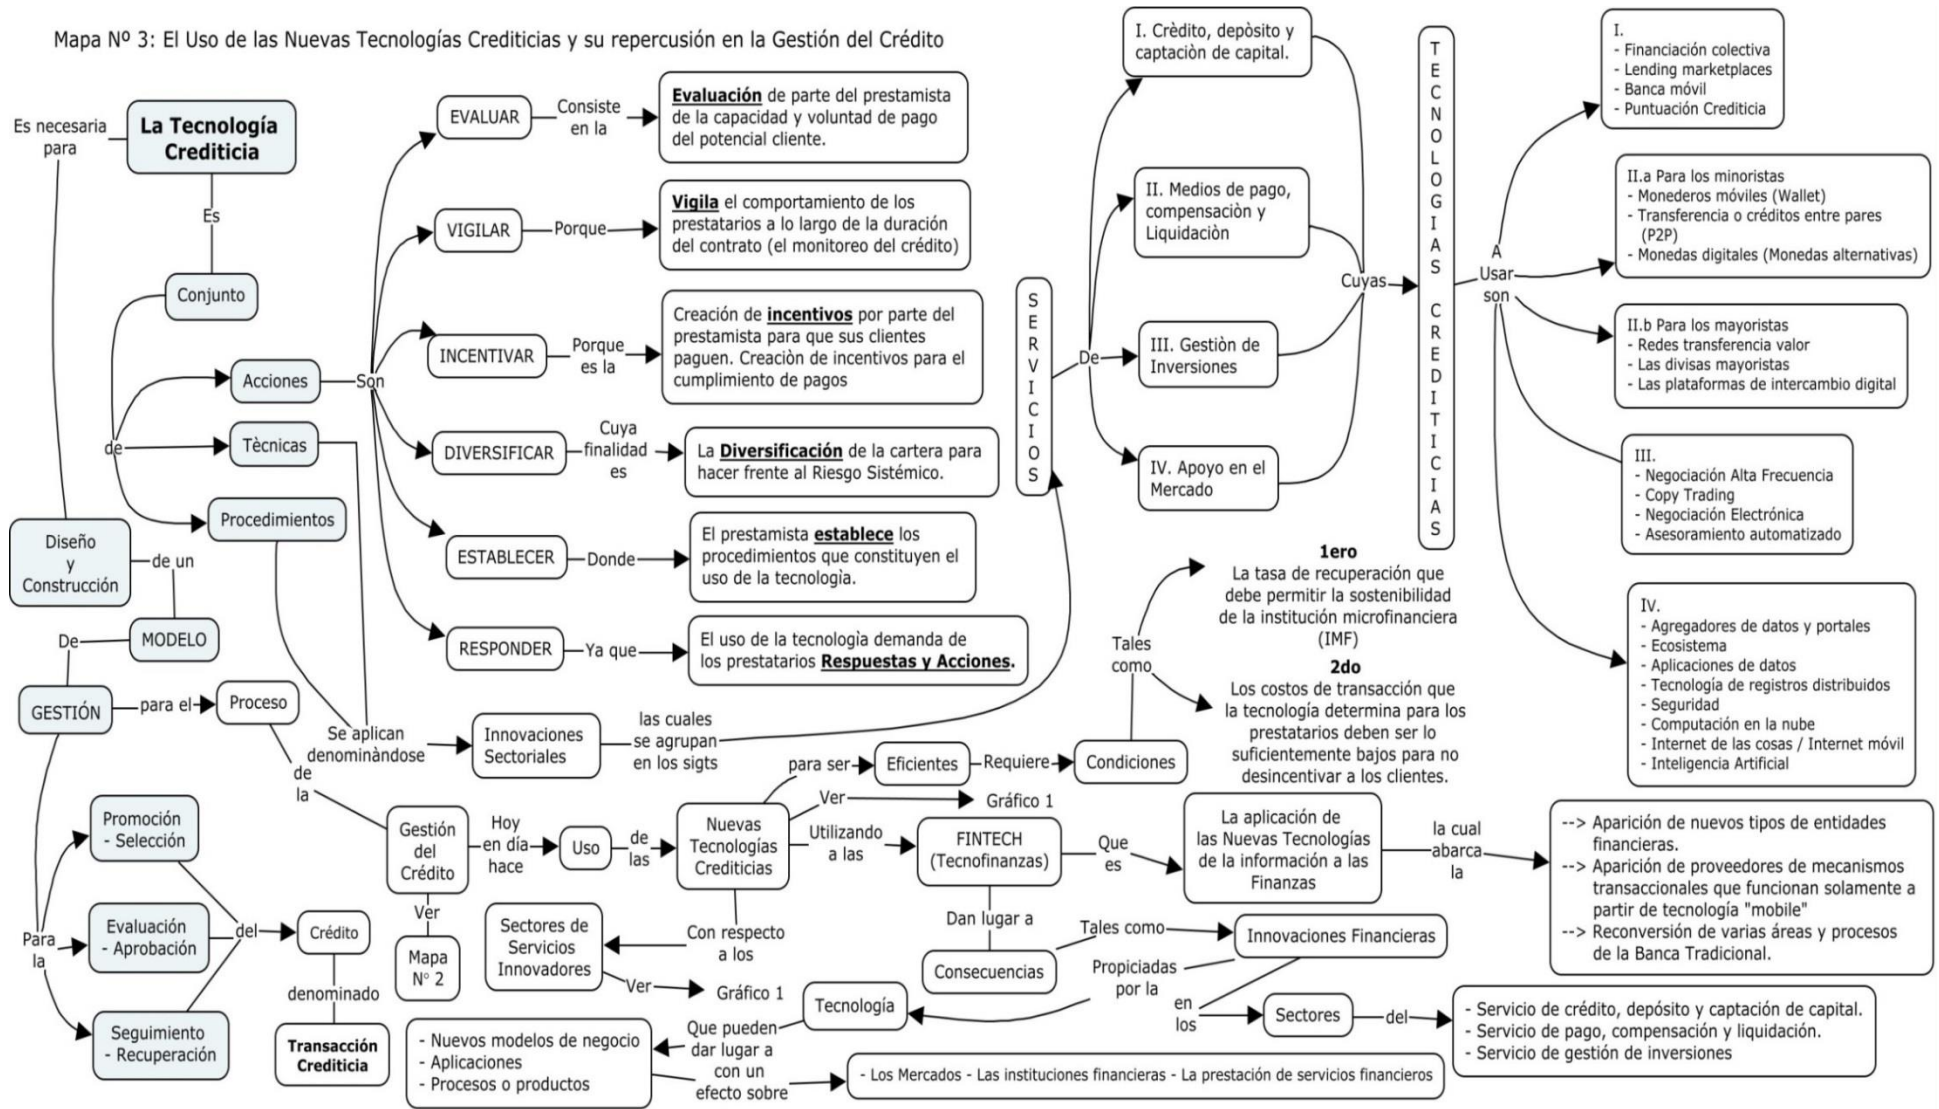 Mapa Nº 3: El Uso de las Nuevas Tecnologías Crediticias y su repercusión en la Gestión del Crédito
Es necesaria
para
La Tecnología
Crediticia
Es
Conjunto
de
Acciones
Tècnicas
Procedimientos
Son
EVALUAR
Consiste
en la
Evaluación de parte del prestamista
de la capacidad y voluntad de pago
del potencial cliente.
VIGILAR
Porque
Vigila el comportamiento de los
prestatarios a lo largo de la duración
del contrato (el monitoreo del crédito)
INCENTIVAR
Porque
es la
Creación de incentivos por parte del
prestamista para que sus clientes
paguen. Creaciòn de incentivos para el
cumplimiento de pagos
DIVERSIFICAR
Cuya
finalidad
es
La Diversificación de la cartera para
hacer frente al Riesgo Sistémico.
ESTABLECER
Donde
El prestamista establece los
procedimientos que constituyen el
uso de la tecnologìa.
RESPONDER
Ya que
El uso de la tecnologìa demanda de
los prestatarios Respuestas y Acciones.
Diseño
y
Construcción
de un
MODELO
De
GESTIÓN
para el
Proceso
de
la
Se aplican
denominàndose
Innovaciones
Sectoriales
las cuales
se agrupan
en los sigts
SERVICIOS
De
I. Crèdito, depòsito y
captaciòn de capital.
II. Medios de pago,
compensaciòn y
Liquidaciòn
III. Gestiòn de
Inversiones
IV. Apoyo en el
Mercado
Cuyas
TECNOLOGIAS CREDITICIAS
A
Usar
son
I.
- Financiación colectiva
- Lending marketplaces
- Banca móvil
- Puntuación Crediticia
II.a Para los minoristas
- Monederos móviles (Wallet)
- Transferencia o créditos entre pares
(P2P)
- Monedas digitales (Monedas alternativas)
II.b Para los mayoristas
- Redes transferencia valor
- Las divisas mayoristas
- Las plataformas de intercambio digital
III.
- Negociación Alta Frecuencia
- Copy Trading
- Negociación Electrónica
- Asesoramiento automatizado
IV.
- Agregadores de datos y portales
- Ecosistema
- Aplicaciones de datos
- Tecnología de registros distribuidos
- Seguridad
- Computación en la nube
- Internet de las cosas / Internet móvil
- Inteligencia Artificial
1ero
La tasa de recuperación que
debe permitir la sostenibilidad
de la institución microfinanciera
(IMF)
2do
Los costos de transacción que
la tecnología determina para los
prestatarios deben ser lo
suficientemente bajos para no
desincentivar a los clientes.
Tales
como
Condiciones
Requiere
Eficientes
para ser
Para
la
Promoción
- Selección
Evaluación
- Aprobación
Seguimiento
- Recuperación
del
Crédito
denominado
Transacción
Crediticia
Gestión
del
Crédito
Ver
Mapa
N° 2
Hoy
en día
hace
Uso
de
las
Nuevas
Tecnologías
Crediticias
Ver
Gráfico 1
Utilizando
a las
FINTECH
(Tecnofinanzas)
Que
es
La aplicación de
las Nuevas Tecnologías
de la información a las
Finanzas
la cual
abarca
la
--> Aparición de nuevos tipos de entidades
financieras.
--> Aparición de proveedores de mecanismos
transaccionales que funcionan solamente a
partir de tecnología "mobile"
--> Reconversión de varias áreas y procesos
de la Banca Tradicional.
Con respecto
a los
Sectores de
Servicios
Innovadores
Ver
Gráfico 1
Dan lugar a
Consecuencias
Tales como
Innovaciones Financieras
Propiciadas
por la
Tecnología
en
los
Sectores
del
- Servicio de crédito, depósito y captación de capital.
- Servicio de pago, compensación y liquidación.
- Servicio de gestión de inversiones
Que pueden
dar lugar a
con un
efecto sobre
- Nuevos modelos de negocio
- Aplicaciones
- Procesos o productos
- Los Mercados - Las instituciones financieras - La prestación de servicios financieros